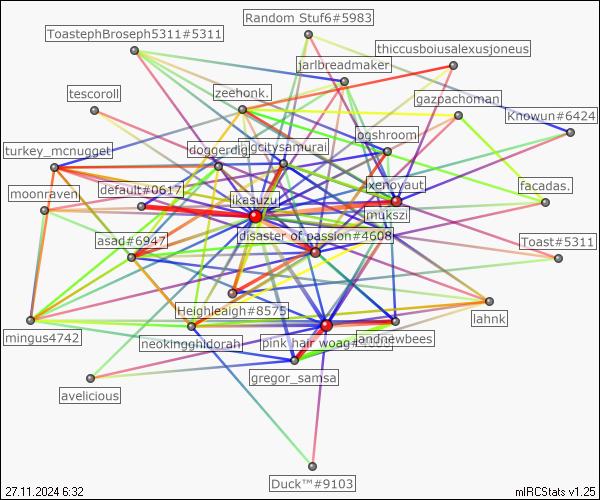 Random Stuf6#5983
ToastephBroseph5311#5311
thiccusboiusalexusjoneus
jarlbreadmaker
zeehonk.
tescoroll
gazpachoman
Knowun#6424
ogshroom
turkey_mcnugget
doggerdig
gcitysamurai
xenoyaut
default#0617
facadas.
moonraven
ikasuzu
mukszi
asad#6947
disaster of passion#4608
Toast#5311
Heighleaigh#8575
lahnk
mingus4742
neokingghidorah
pink hair woag#
landnewbees
gregor_samsa
avelicious
Duck™#9103
27.11.2024 6:32
mIRCStats v1.25